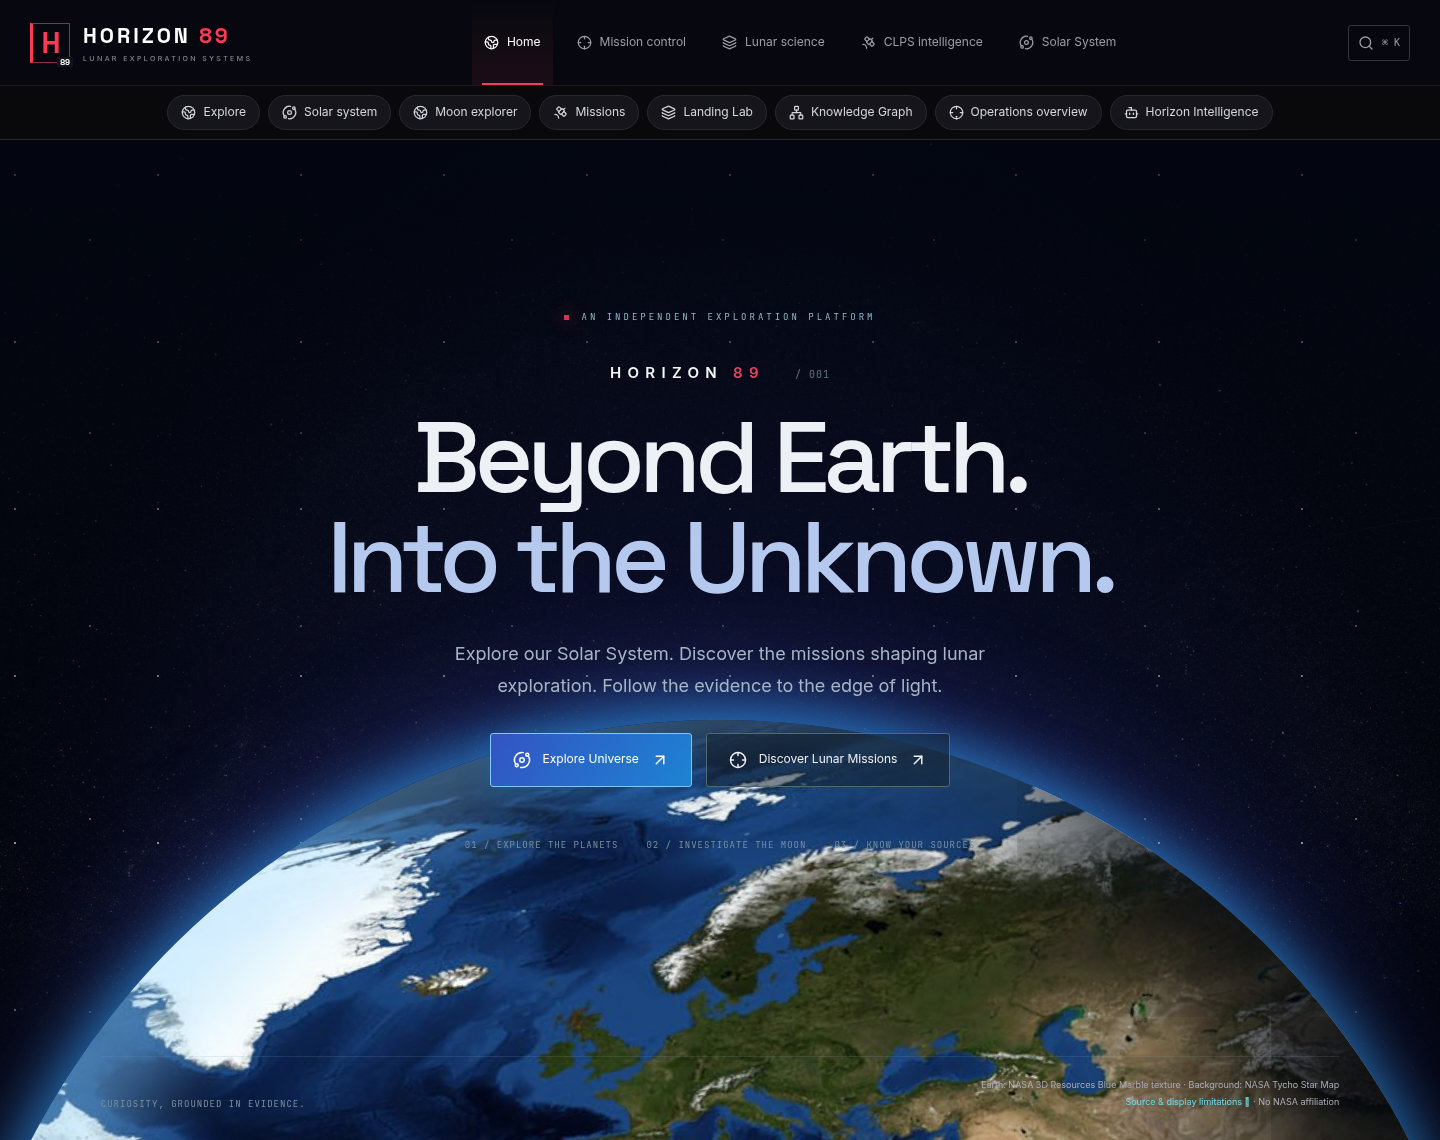 H
89
HORIZON 89
LUNAR EXPLORATION SYSTEMS
Home
Mission control
Lunar science
CLPS intelligence
Solar System
⌘ K
Explore
Solar system
Moon explorer
Missions
Landing Lab
Knowledge Graph
Operations overview
Horizon Intelligence
AN INDEPENDENT EXPLORATION PLATFORM
HORIZON 89 / 001
Beyond Earth.
Into the Unknown.
Explore our Solar System. Discover the missions shaping lunar
exploration. Follow the evidence to the edge of light.
Explore Universe
Discover Lunar Missions
01 / EXPLORE THE PLANETS
02 / INVESTIGATE THE MOON
03 / KNOW YOUR SOURCES
Earth: NASA 3D Resources Blue Marble texture · Background: NASA Tycho Star Map
Source & display limitations · No NASA affiliation
CURIOSITY, GROUNDED IN EVIDENCE.